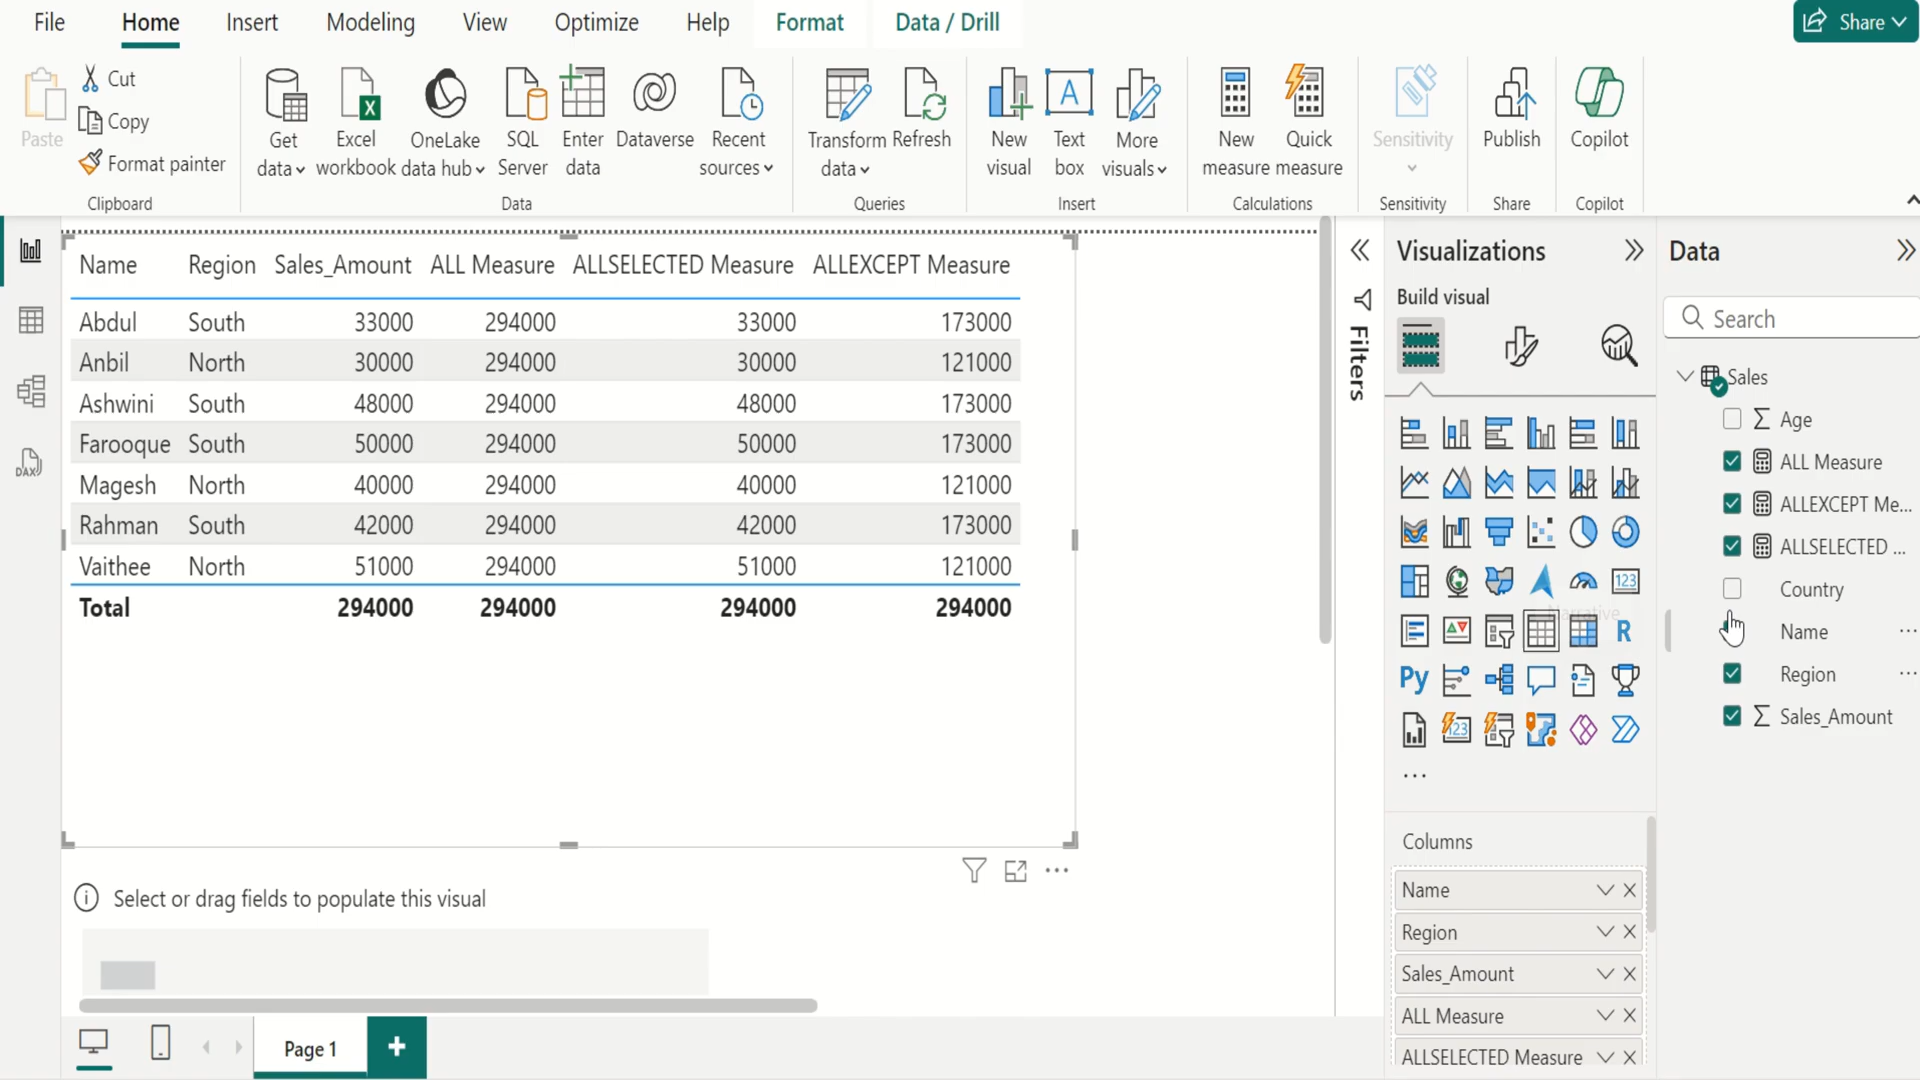 File Home Insert Modeling View Optimize Help Format Data / Drill Share
Paste
Cut
Copy
Format painter
Clipboard
Get data
Excel workbook
OneLake data hub
SQL Server
Enter data
Dataverse
Recent sources
Data
Transform data
Refresh
Queries
New visual
Text box
More visuals
Insert
New measure
Quick measure
Calculations
Sensitivity
Sensitivity
Publish
Share
Copilot
Copilot
DAX
Name Region Sales_Amount ALL Measure ALLSELECTED Measure ALLEXCEPT Measure
Abdul South 33000 294000 33000 173000
Anbil North 30000 294000 30000 121000
Ashwini South 48000 294000 48000 173000
Farooque South 50000 294000 50000 173000
Magesh North 40000 294000 40000 121000
Rahman South 42000 294000 42000 173000
Vaithee North 51000 294000 51000 121000
Total 294000 294000 294000 294000
Select or drag fields to populate this visual
Page 1
Filters
Visualizations
Build visual
123
Narrative
R
Py
123
Columns
Name
Region
Sales_Amount
ALL Measure
ALLSELECTED Measure
Data
Search
Sales
Age
ALL Measure
ALLEXCEPT Me...
ALLSELECTED ...
Country
Name
Region
Sales_Amount